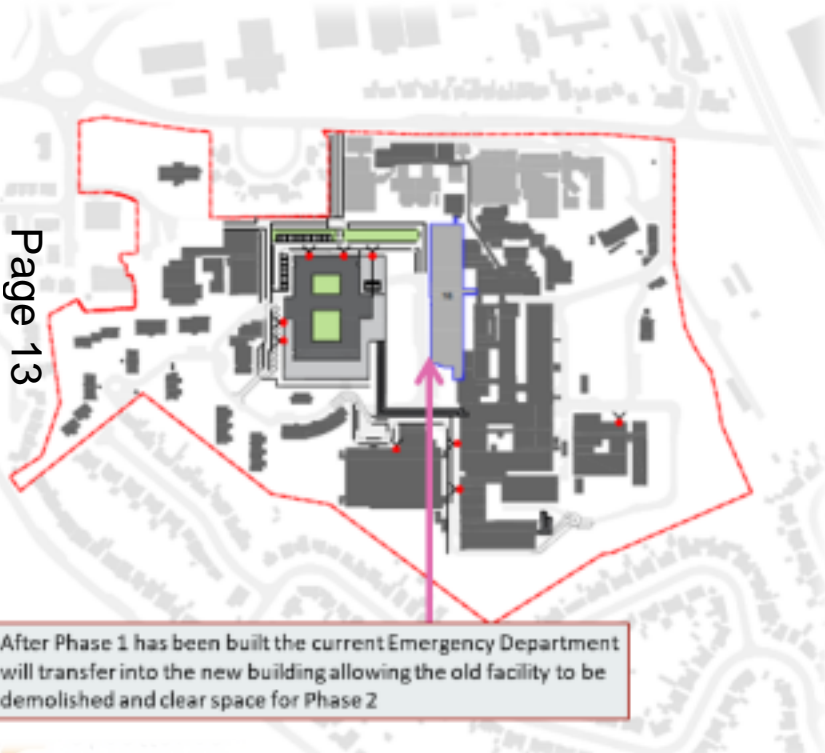 Page 13
After Phase 1 has been built the current Emergency Department
will transfer into the new building allowing the old facility to be
demolished and clear space for Phase 2